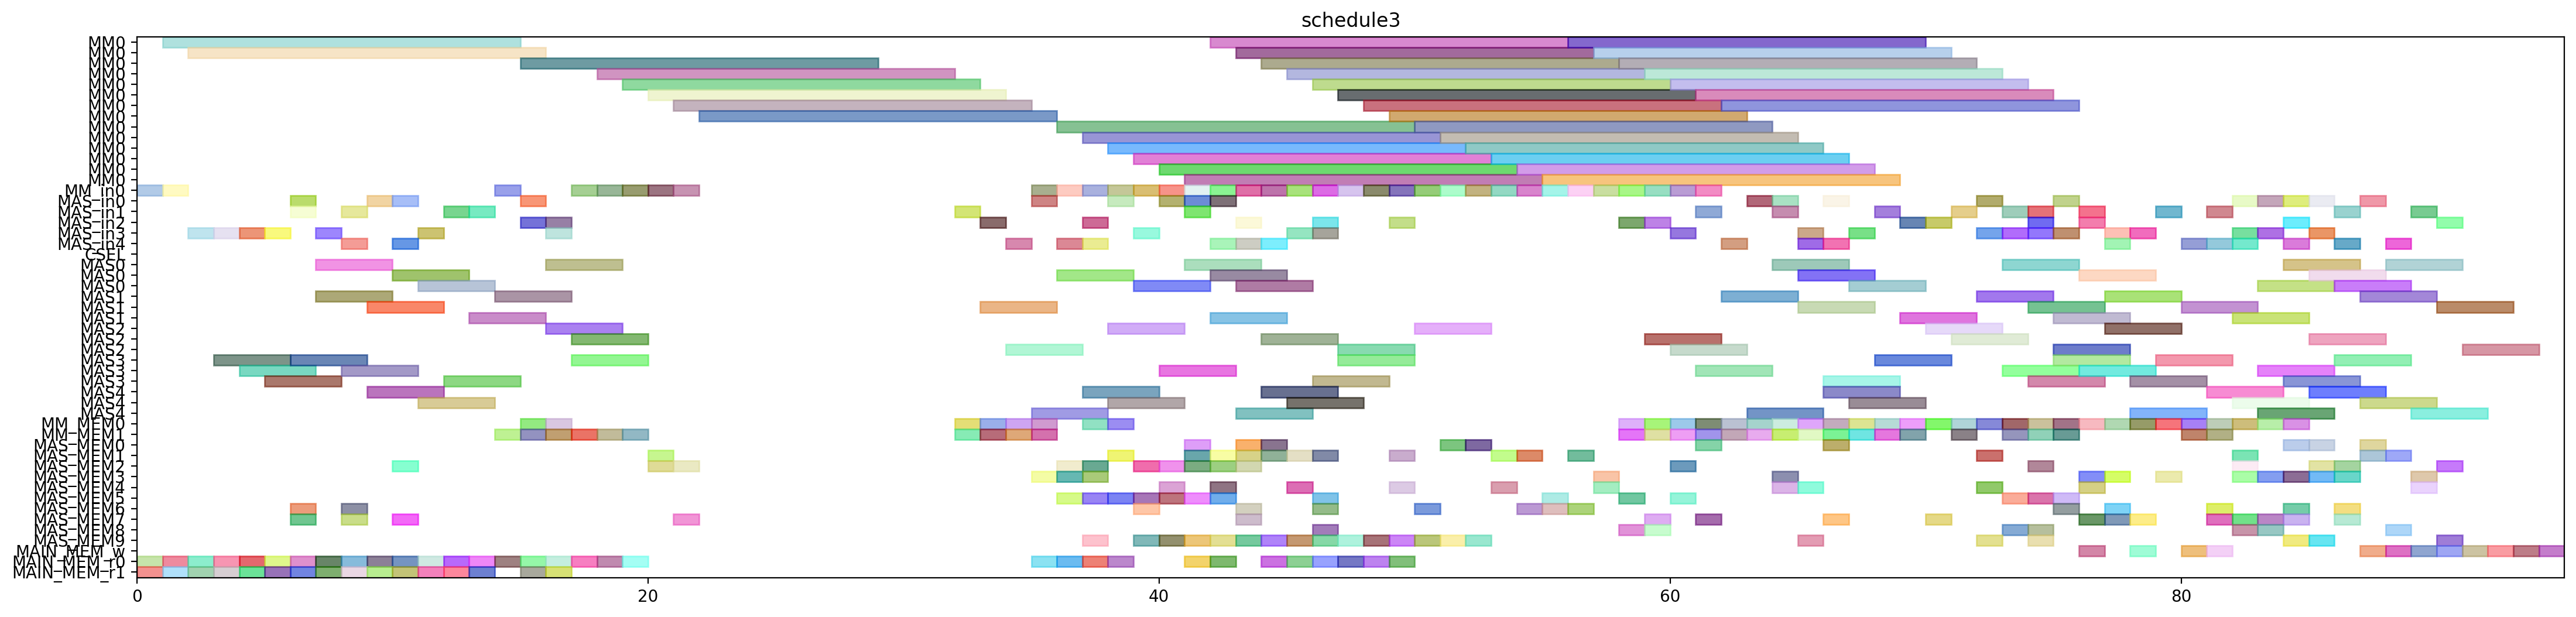 schedule3
MM0
MM0
MM0
MM0
MM0
MM0
MM0
MM0
MM0
MM0
MM0
MM0
MM0
MM0
MM_in0
MAS_in0
MAS_in1
MAS_in2
MAS_in3
MAS_in4
CSEL
MAS0
MAS0
MAS0
MAS1
MAS1
MAS1
MAS2
MAS2
MAS2
MAS3
MAS3
MAS3
MAS4
MAS4
MAS4
MM_MEM0
MM_MEM1
MAS_MEM0
MAS_MEM1
MAS_MEM2
MAS_MEM3
MAS_MEM4
MAS_MEM5
MAS_MEM6
MAS_MEM7
MAS_MEM8
MAS_MEM9
MAIN_MEM_w
MAIN_MEM_r0
MAIN_MEM_r1
0 20 40 60 80